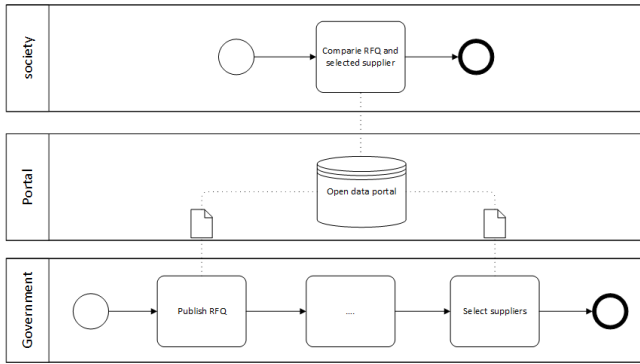 society
Comparie RFQ and
selected supplier
Portal
Open data portal
Government
Publish RFQ
....
Select suppliers